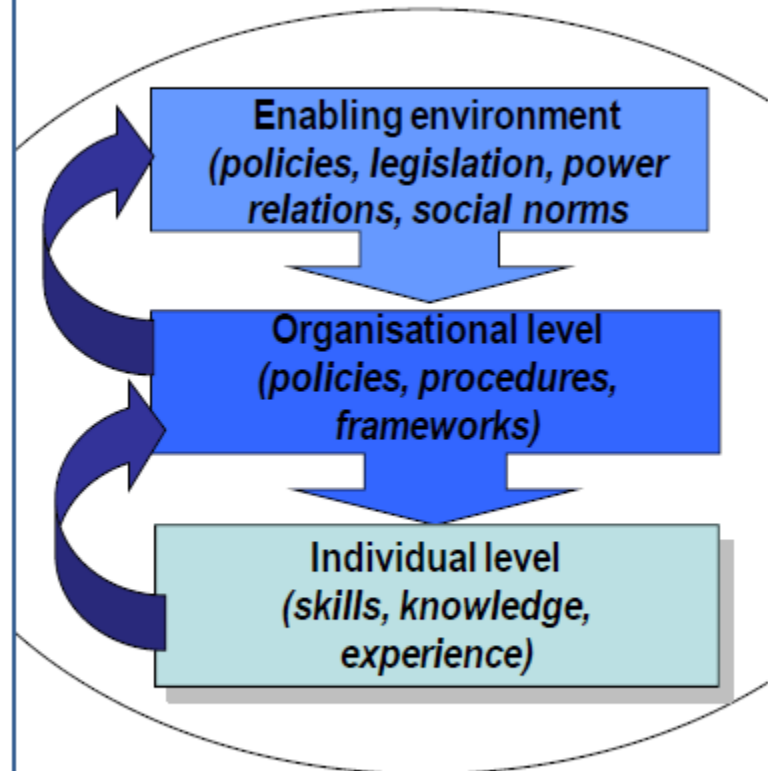 Enabling environment
(policies, legislation, power
relations, social norms
Organisational level
(policies, procedures,
frameworks)
Individual level
(skills, knowledge,
experience)